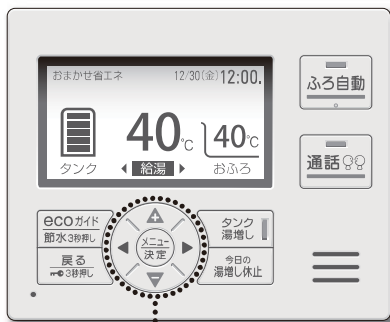 おまかせ省エネ 12/30(金)12:00.
40℃ 40℃
タンク 給湯 おふろ
ふろ自動
通話
ecoガイド
節水3秒押し
戻る
3秒押し
メニュー
決定
タンク
湯増し
今日の
湯増し休止